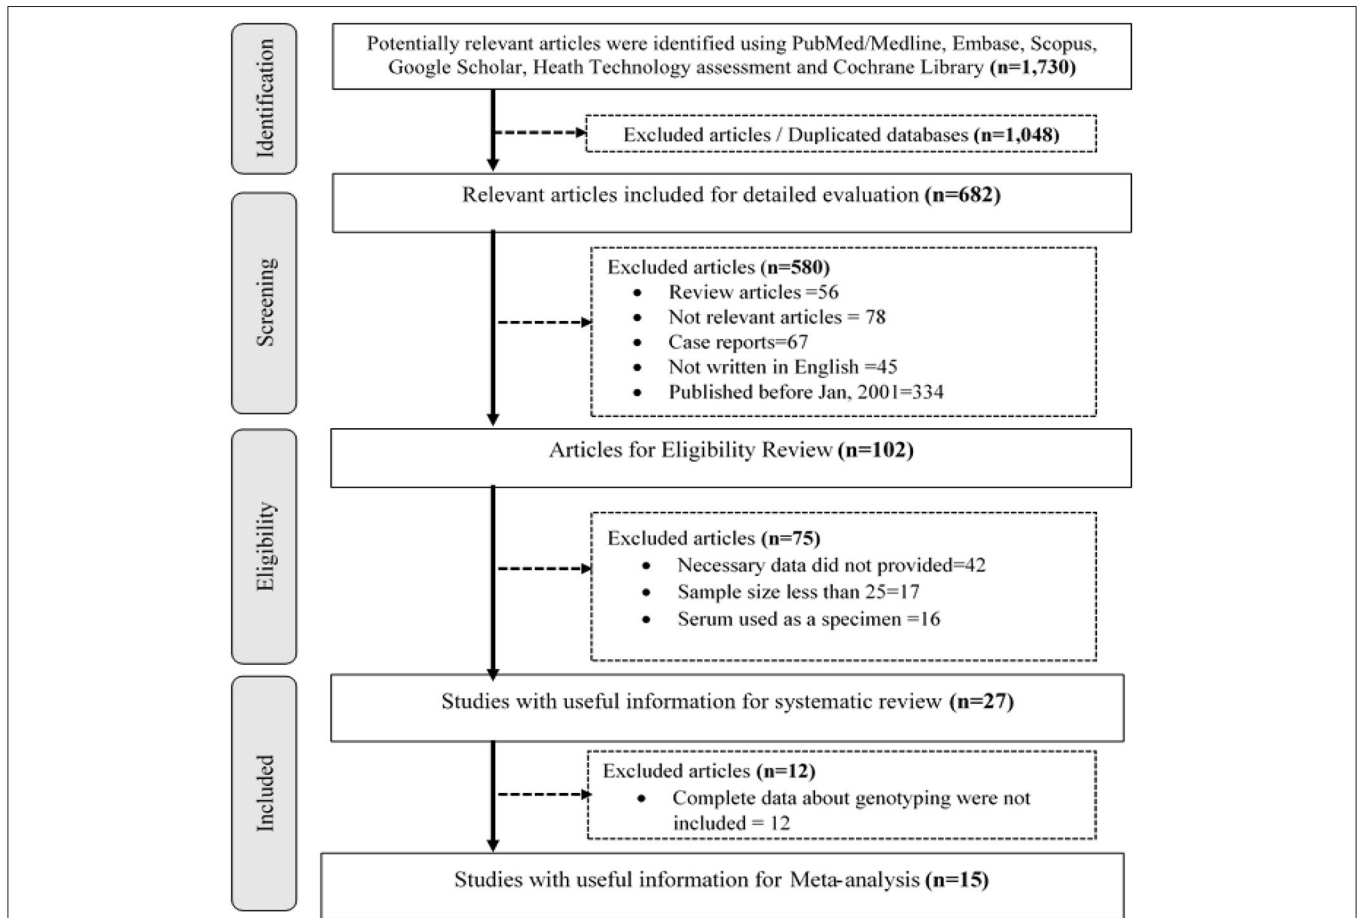 Identification
Potentially relevant articles were identified using PubMed/Medline, Embase, Scopus,
Google Scholar, Heath Technology assessment and Cochrane Library (n=1,730)
Excluded articles / Duplicated databases (n=1,048)
Screening
Relevant articles included for detailed evaluation (n=682)
Excluded articles (n=580)
• Review articles =56
• Not relevant articles = 78
• Case reports=67
• Not written in English =45
• Published before Jan, 2001=334
Eligibility
Articles for Eligibility Review (n=102)
Excluded articles (n=75)
• Necessary data did not provided=42
• Sample size less than 25=17
• Serum used as a specimen =16
Included
Studies with useful information for systematic review (n=27)
Excluded articles (n=12)
• Complete data about genotyping were not
included = 12
Studies with useful information for Meta-analysis (n=15)